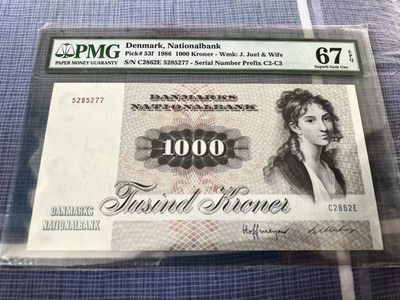 PMG
PAPER MONEY GUARANTY
Denmark, Nationalbank
Pick# 53f 1986 1000 Kroner - Wmk: J. Juel & Wife
S/N C2862E 5285277 - Serial Number Prefix C2-C3
67 EPQ
Superb Gem Unc
5285277
DANMARKS
NATIONALBANK
1000
Tusind Kroner
DANMARKS
NATIONALBANK
C2862E
Hoffmeyer